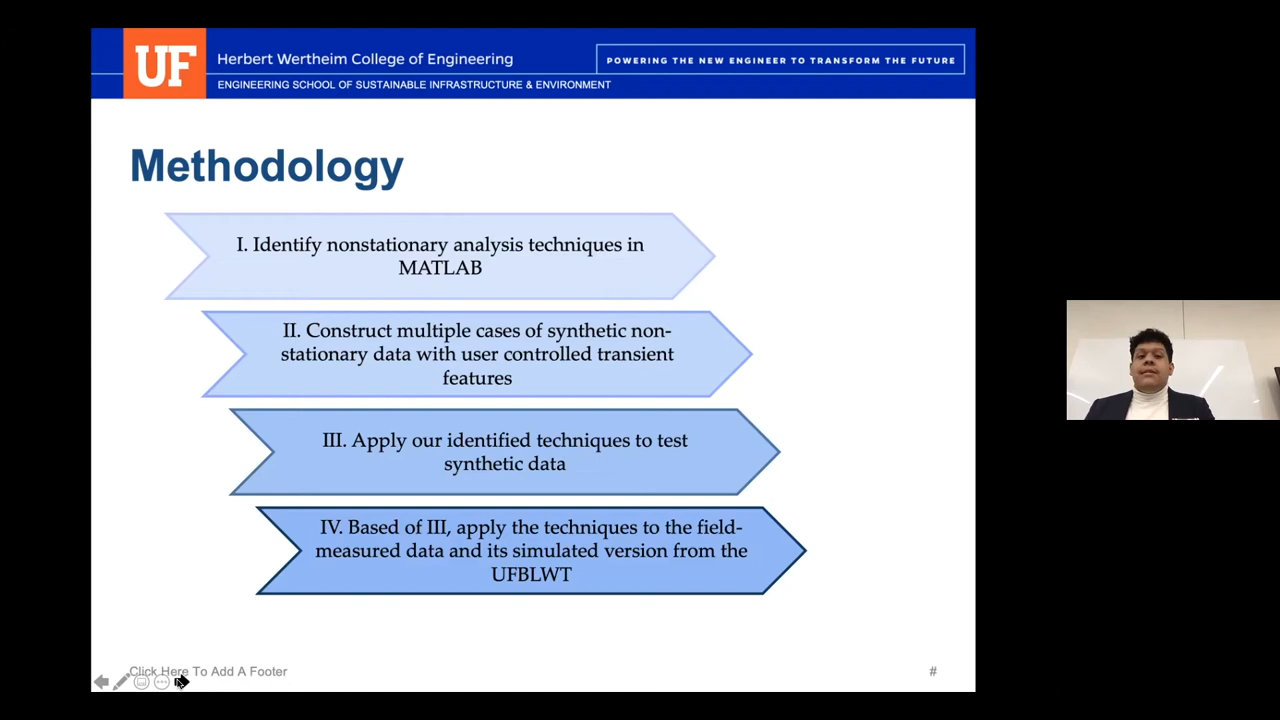 UF
Herbert Wertheim College of Engineering
POWERING THE NEW ENGINEER TO TRANSFORM THE FUTURE
ENGINEERING SCHOOL OF SUSTAINABLE INFRASTRUCTURE & ENVIRONMENT
Methodology
I. Identify nonstationary analysis techniques in
MATLAB
II. Construct multiple cases of synthetic non-
stationary data with user controlled transient
features
III. Apply our identified techniques to test
synthetic data
IV. Based of III, apply the techniques to the field-
measured data and its simulated version from the
UFBLWT
Click Here To Add A Footer
#